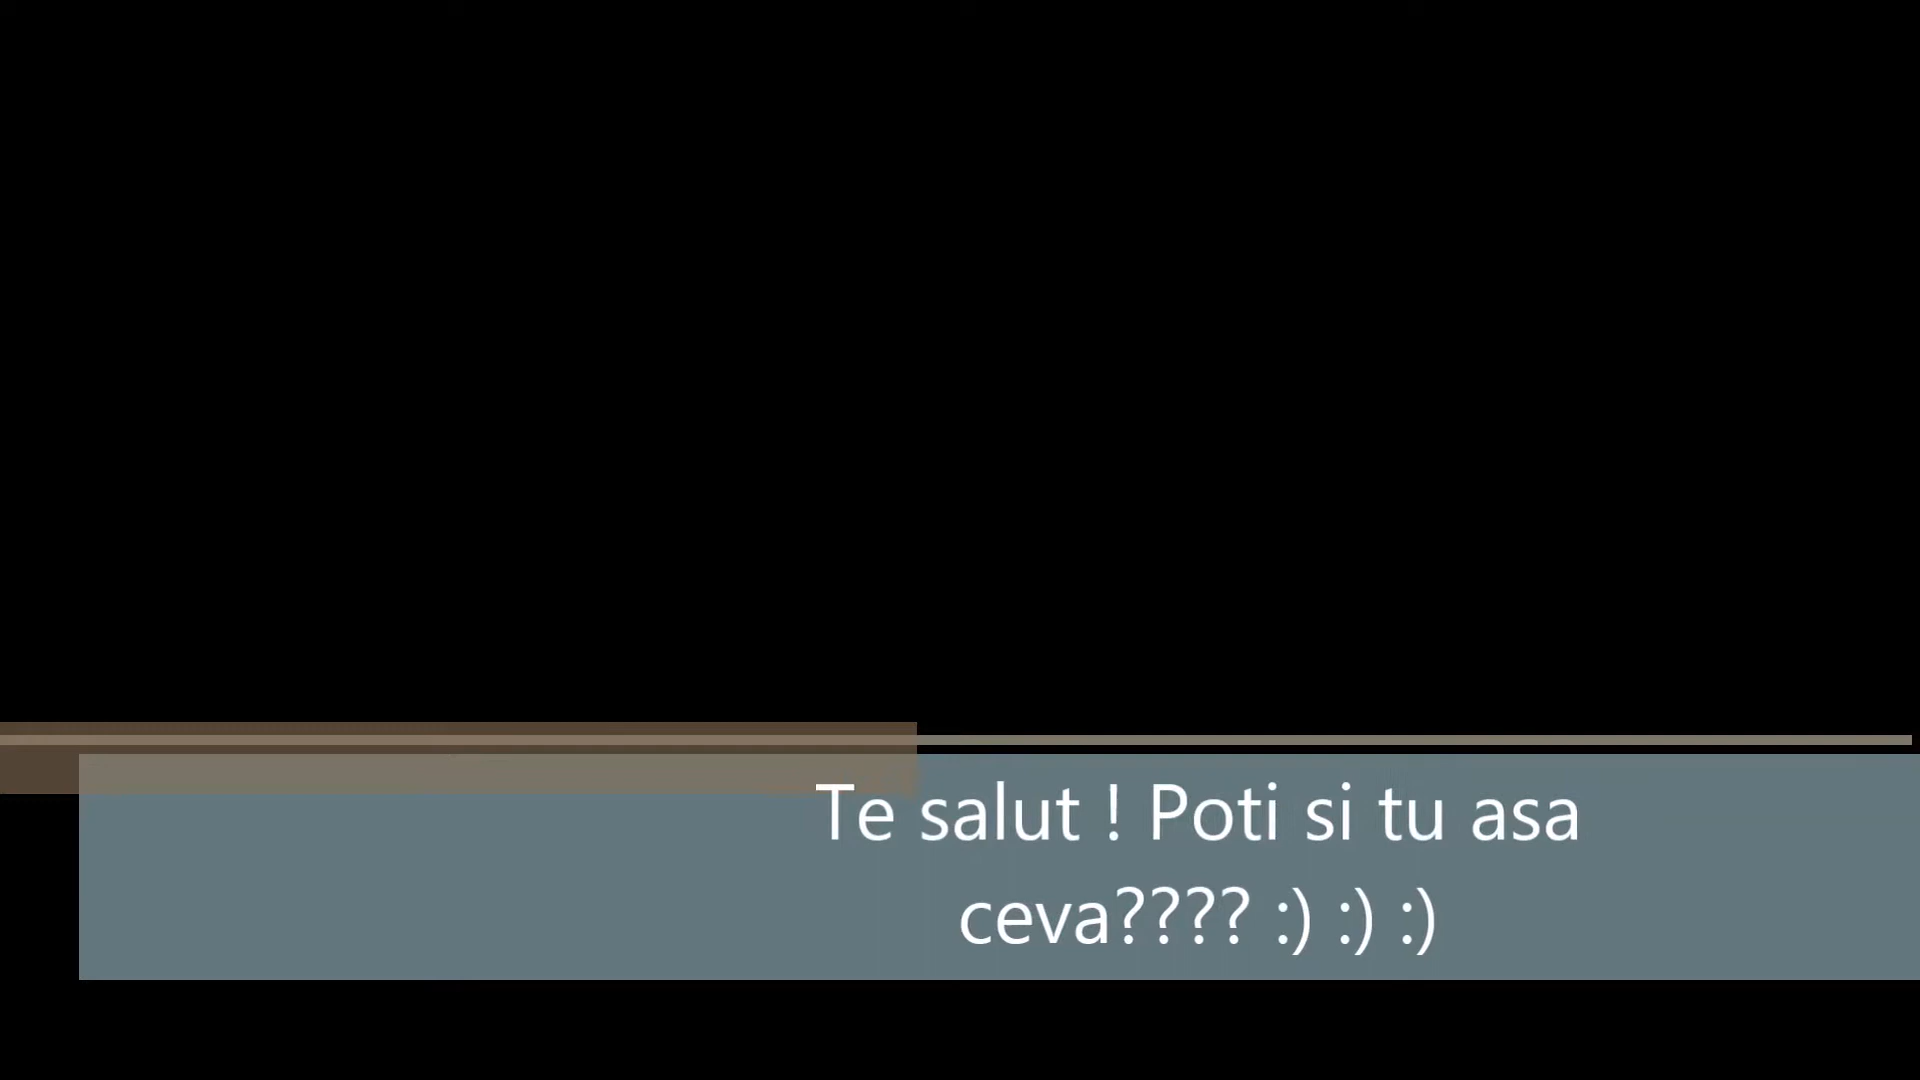 Te salut ! Poti si tu asa
ceva???? :) :) :)